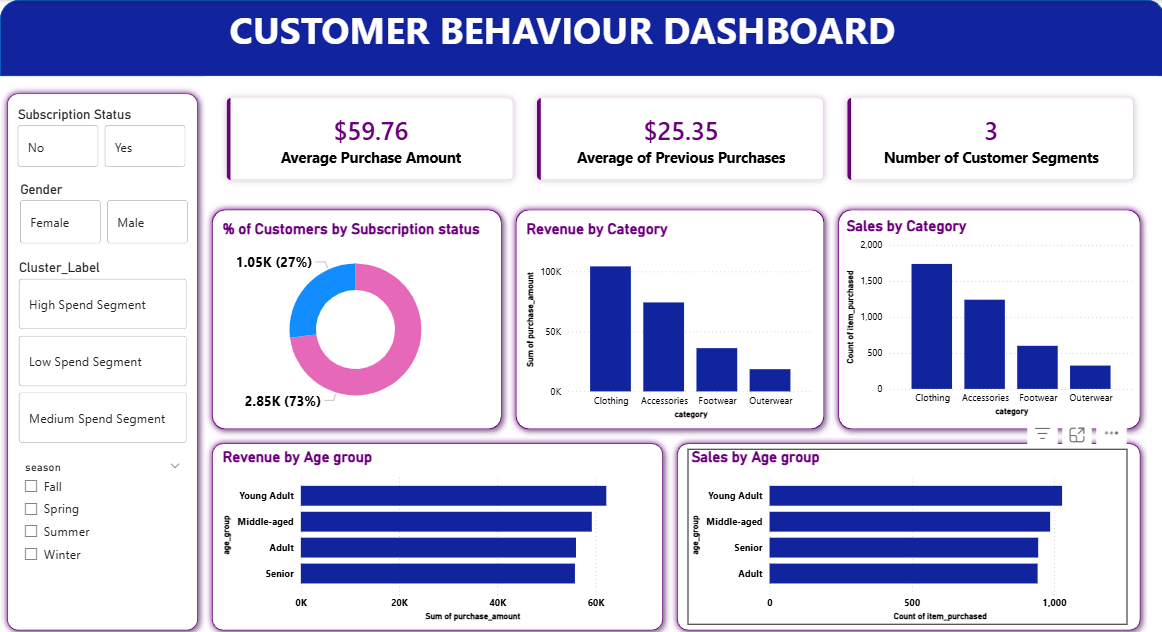 CUSTOMER BEHAVIOUR DASHBOARD
Subscription Status
No
Yes
Gender
Female
Male
Cluster_Label
High Spend Segment
Low Spend Segment
Medium Spend Segment
season
Fall
Spring
Summer
Winter
$59.76
Average Purchase Amount
$25.35
Average of Previous Purchases
3
Number of Customer Segments
% of Customers by Subscription status
1.05K (27%)
2.85K (73%)
Revenue by Category
Sum of purchase_amount
100K
50K
0K
Clothing
Accessories
Footwear
Outerwear
category
Sales by Category
Count of item_purchased
2,000
1,500
1,000
500
0
Clothing
Accessories
Footwear
Outerwear
category
Revenue by Age group
age_group
Young Adult
Middle-aged
Adult
Senior
0K
20K
40K
60K
Sum of purchase_amount
Sales by Age group
age_group
Young Adult
Middle-aged
Senior
Adult
0
500
1,000
Count of item_purchased